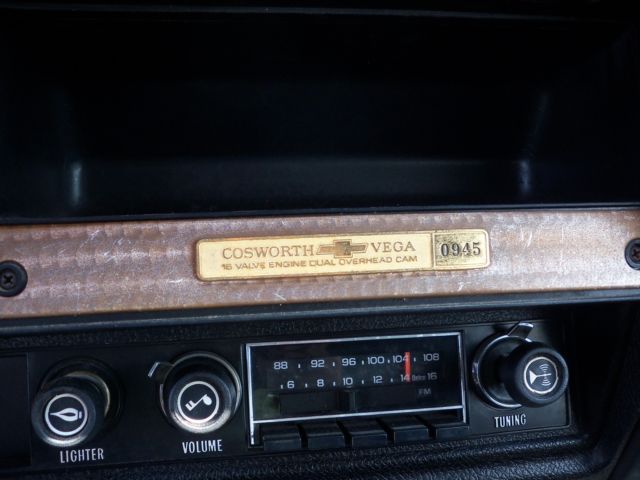 COSWORTH VEGA 0945
16 VALVE ENGINE DUAL OVERHEAD CAM
88 92 96 100 104 108
6 8 10 12 14 Delco 16
FM
LIGHTER VOLUME TUNING